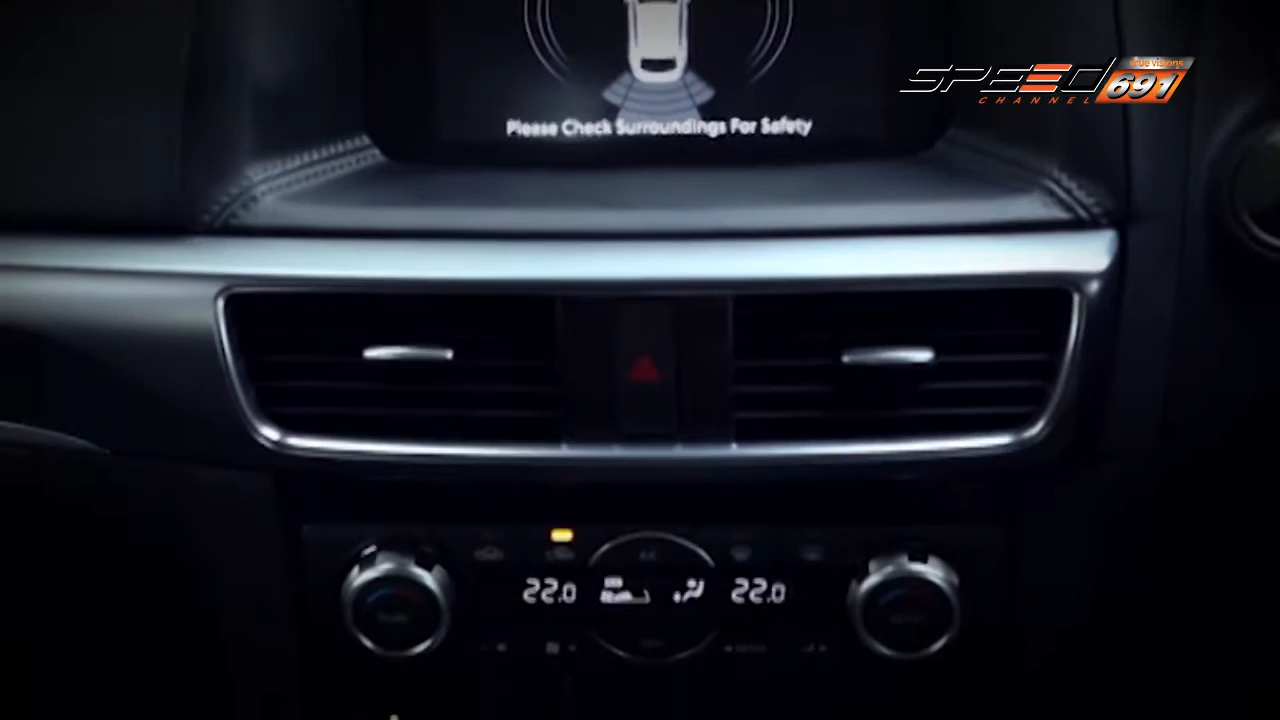 true visions
SPEED 691
CHANNEL
Please Check Surroundings For Safety
22.0 22.0